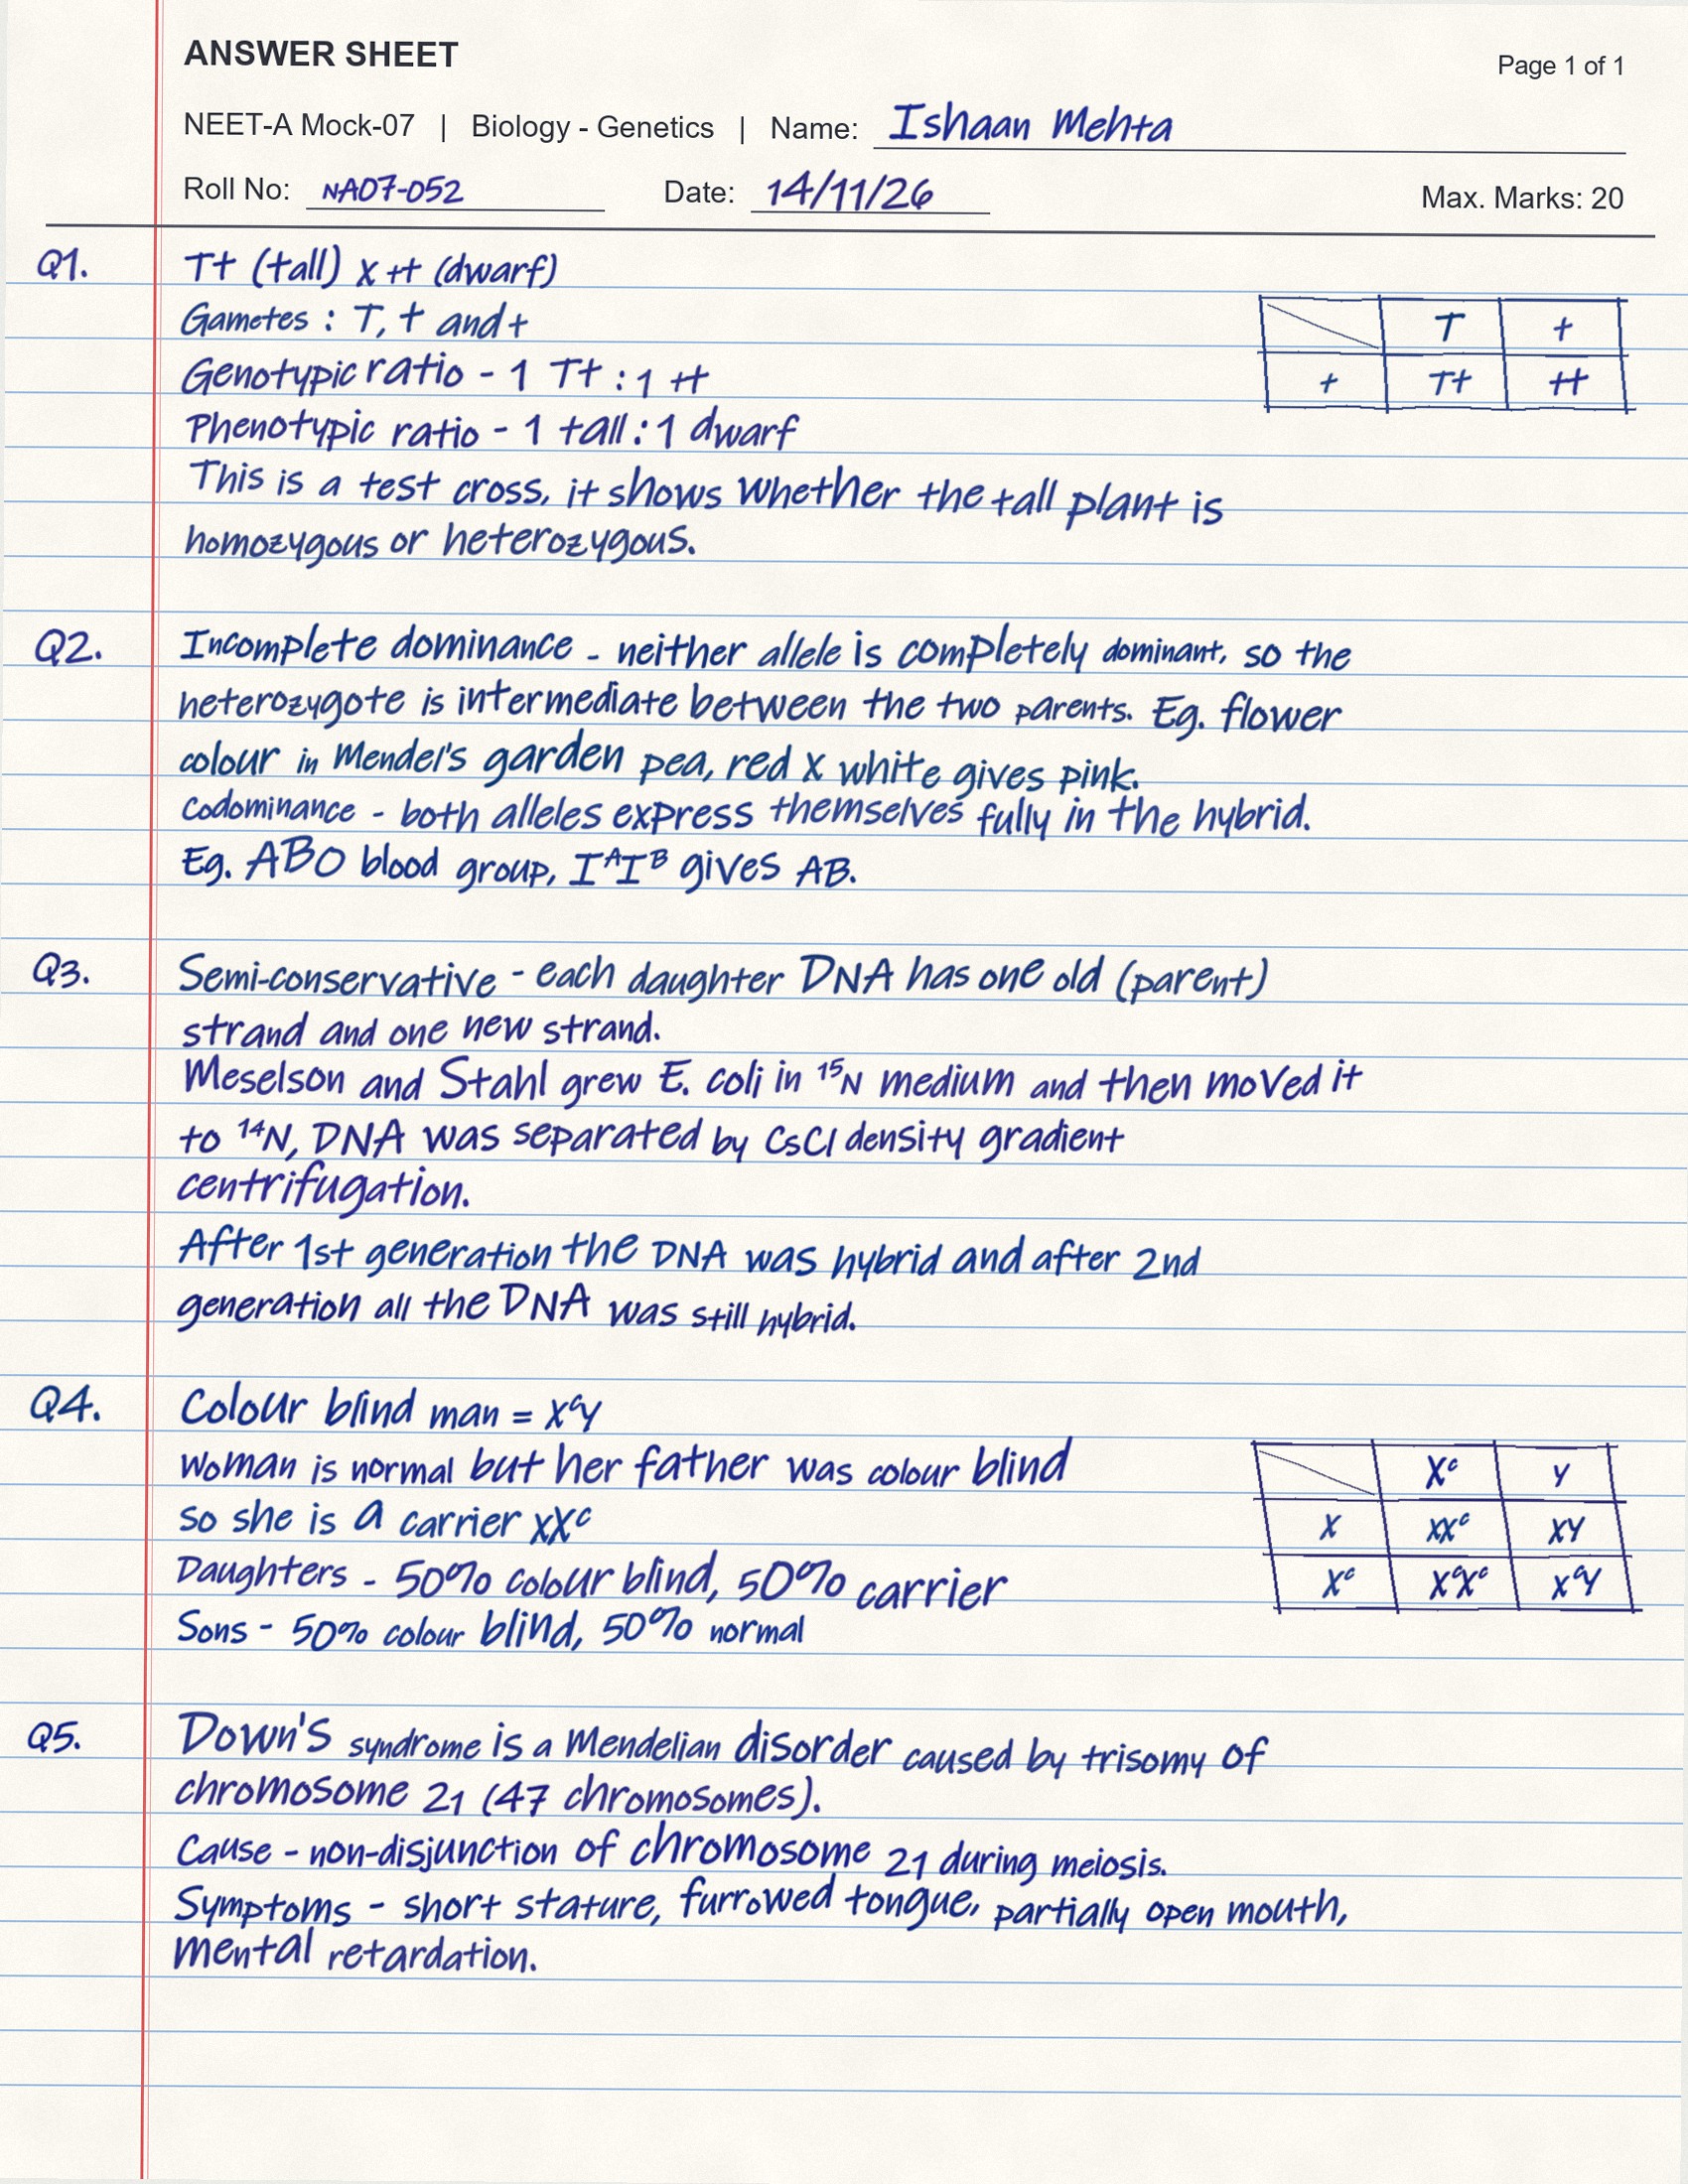 ANSWER SHEET
Page 1 of 1
NEET-A Mock-07 | Biology - Genetics | Name: Ishaan Mehta
Roll No: NA07-052 Date: 14/11/26 Max. Marks: 20
Q1. Tt (tall) x tt (dwarf)
Gametes : T, t and t
Genotypic ratio - 1 Tt : 1 tt
Phenotypic ratio - 1 tall : 1 dwarf
This is a test cross, it shows whether the tall plant is
homozygous or heterozygous.
T t
t Tt tt
Q2. Incomplete dominance - neither allele is completely dominant, so the
heterozygote is intermediate between the two parents. Eg. flower
colour in Mendel's garden pea, red x white gives pink.
Codominance - both alleles express themselves fully in the hybrid.
Eg. ABO blood group, IᴬIᴮ gives AB.
Q3. Semi-conservative - each daughter DNA has one old (parent)
strand and one new strand.
Meselson and Stahl grew E. coli in ¹⁵N medium and then moved it
to ¹⁴N, DNA was separated by CsCl density gradient
centrifugation.
After 1st generation the DNA was hybrid and after 2nd
generation all the DNA was still hybrid.
Q4. Colour blind man = XᶜY
Woman is normal but her father was colour blind
so she is a carrier XXᶜ
Daughters - 50% colour blind, 50% carrier
Sons - 50% colour blind, 50% normal
Xᶜ Y
X XXᶜ XY
Xᶜ XᶜXᶜ XᶜY
Q5. Down's syndrome is a Mendelian disorder caused by trisomy of
chromosome 21 (47 chromosomes).
Cause - non-disjunction of chromosome 21 during meiosis.
Symptoms - short stature, furrowed tongue, partially open mouth,
mental retardation.